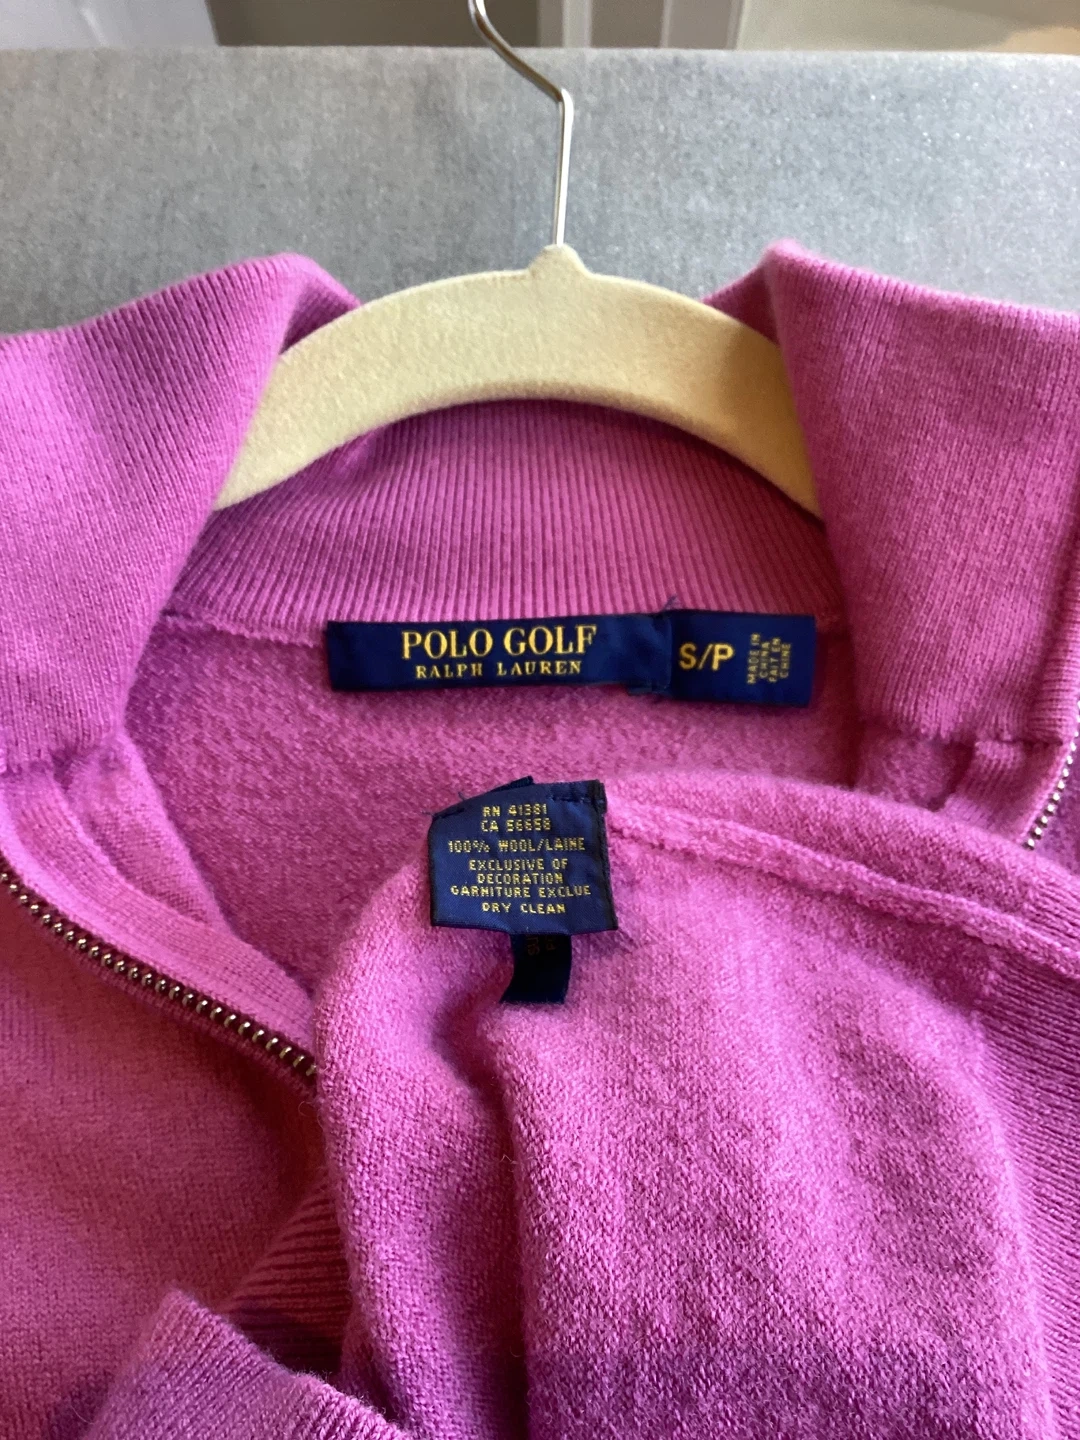 POLO GOLF
RALPH LAUREN
S/P
MADE IN
CHINA
FAIT EN
CHINE
RN 41381
CA 56658
100% WOOL/LAINE
EXCLUSIVE OF
DECORATION
GARNITURE EXCLUE
DRY CLEAN